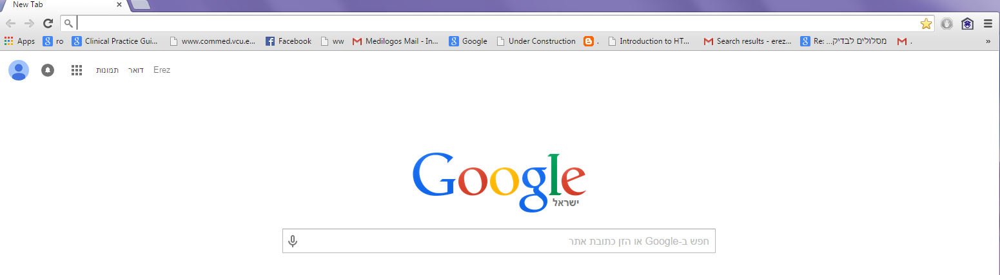 New Tab
Apps ro Clinical Practice Gui... www.commed.vcu.e... Facebook ww Medilogos Mail - In... Google Under Construction . Introduction to HT... Search results - erez... Re: ...מסלולים לבדיק . »
Erez דואר תמונות
Google
ישראל
חפש ב-Google או הזן כתובת אתר